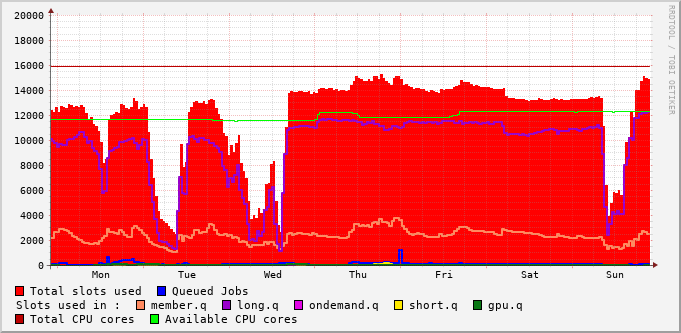 20000
18000
16000
14000
12000
10000
8000
6000
4000
2000
0
Mon Tue Wed Thu Fri Sat Sun
RRDTOOL / TOBI OETIKER
Total slots used Queued Jobs
Slots used in : member.q long.q ondemand.q short.q gpu.q
Total CPU cores Available CPU cores